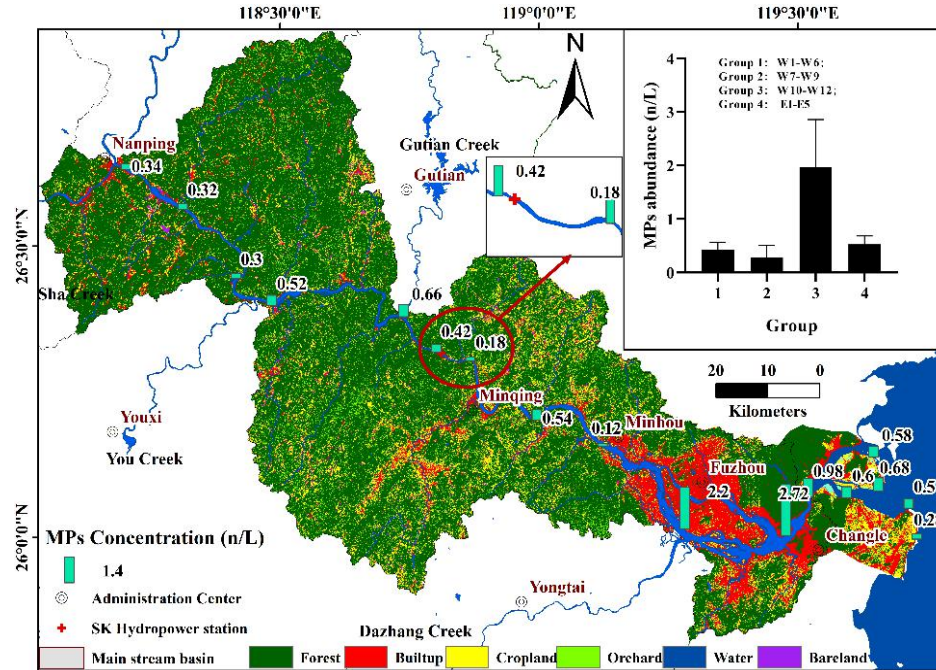 118°30'0"E
119°0'0"E
119°30'0"E
26°30'0"N
26°0'0"N
N
Nanping
0.34
0.32
0.3
Sha Creek
0.52
0.66
Gutian Creek
Gutian
0.42
0.18
0.42
0.18
Minqing
Youxi
You Creek
0.54
0.12
Minhou
Fuzhou
2.2
2.72
0.98
0.58
0.6
0.68
0.5
0.2
Changle
Yongtai
Dazhang Creek
MPs abundance (n/L)
4
3
2
1
0
Group 1: W1-W6;
Group 2: W7-W9
Group 3: W10-W12;
Group 4: E1-E5
1 2 3 4
Group
20 10 0
Kilometers
MPs Concentration (n/L)
1.4
Administration Center
SK Hydropower station
Main stream basin
Forest
Builtup
Cropland
Orchard
Water
Bareland